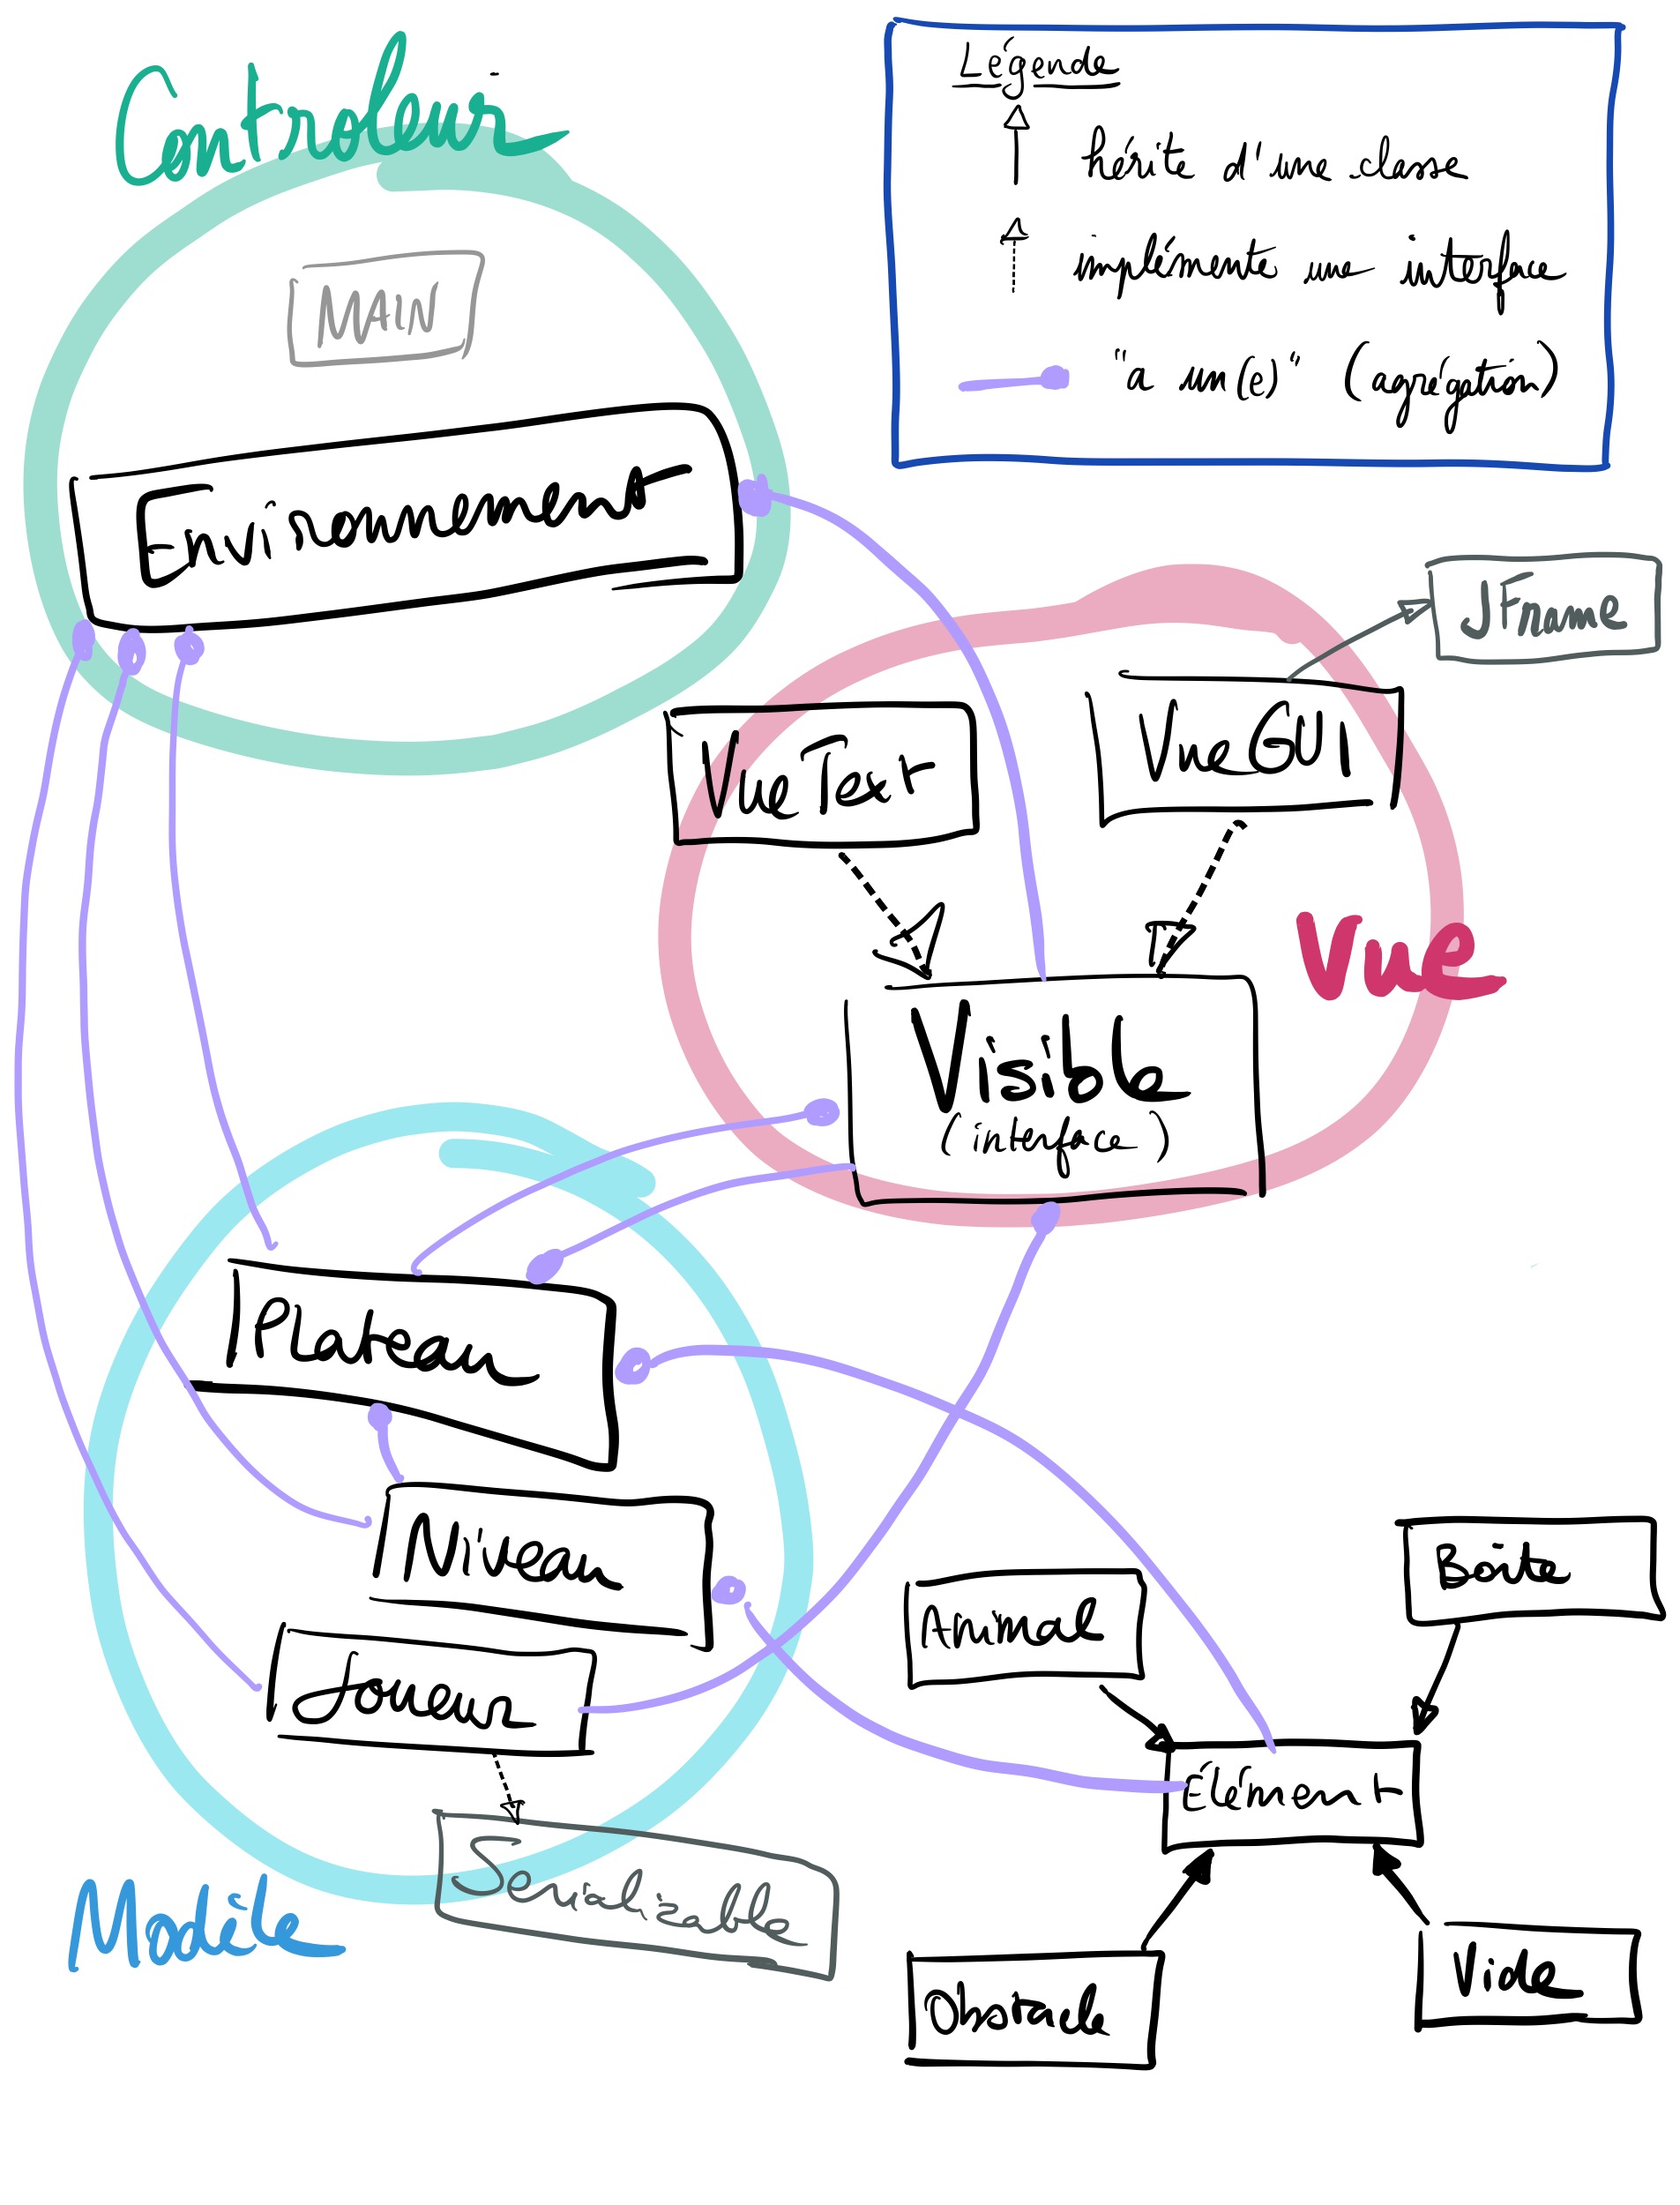 Controleur
Légende
hérite d'une classe
implémente une interface
"a un(e)" (agrégation)
MAIN
Environnement
JFrame
VueText
VueGUI
Vue
Visible
(interface)
Plateau
Niveau
Joueur
Serializable
Modèle
Animal
Boîte
Élément
Obstacle
Vide